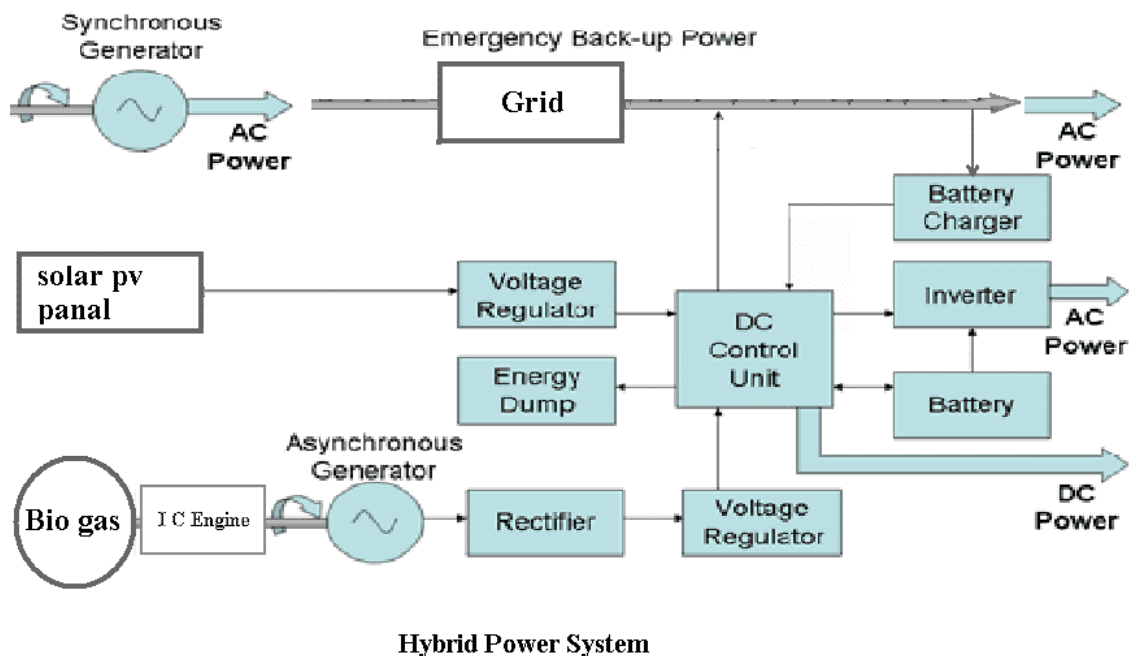 Synchronous
Generator
Emergency Back-up Power
Grid
AC
Power
AC
Power
Battery
Charger
solar pv
panal
Voltage
Regulator
DC
Control
Unit
Inverter
AC
Power
Energy
Dump
Battery
Asynchronous
Generator
Bio gas
I C Engine
Rectifier
Voltage
Regulator
DC
Power
Hybrid Power System